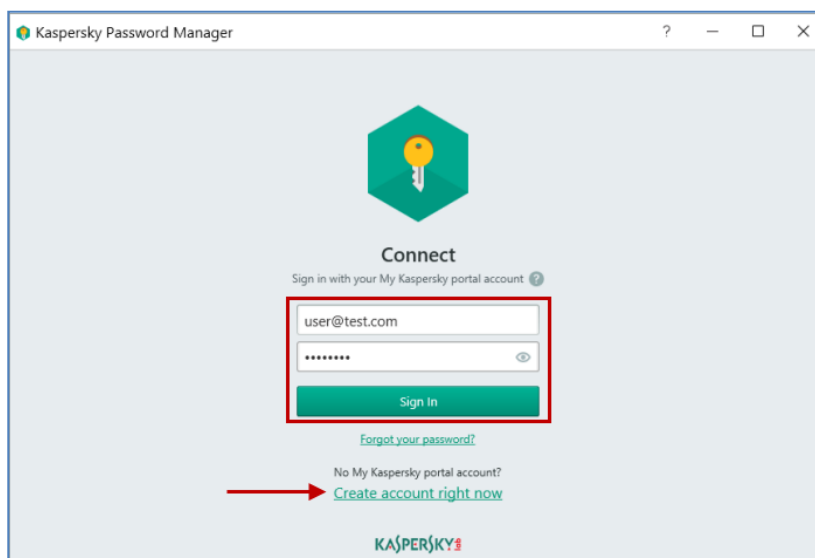 Kaspersky Password Manager
Connect
Sign in with your My Kaspersky portal account ?
user@test.com
••••••••
Sign In
Forgot your password?
No My Kaspersky portal account?
Create account right now
KASPERSKY lab